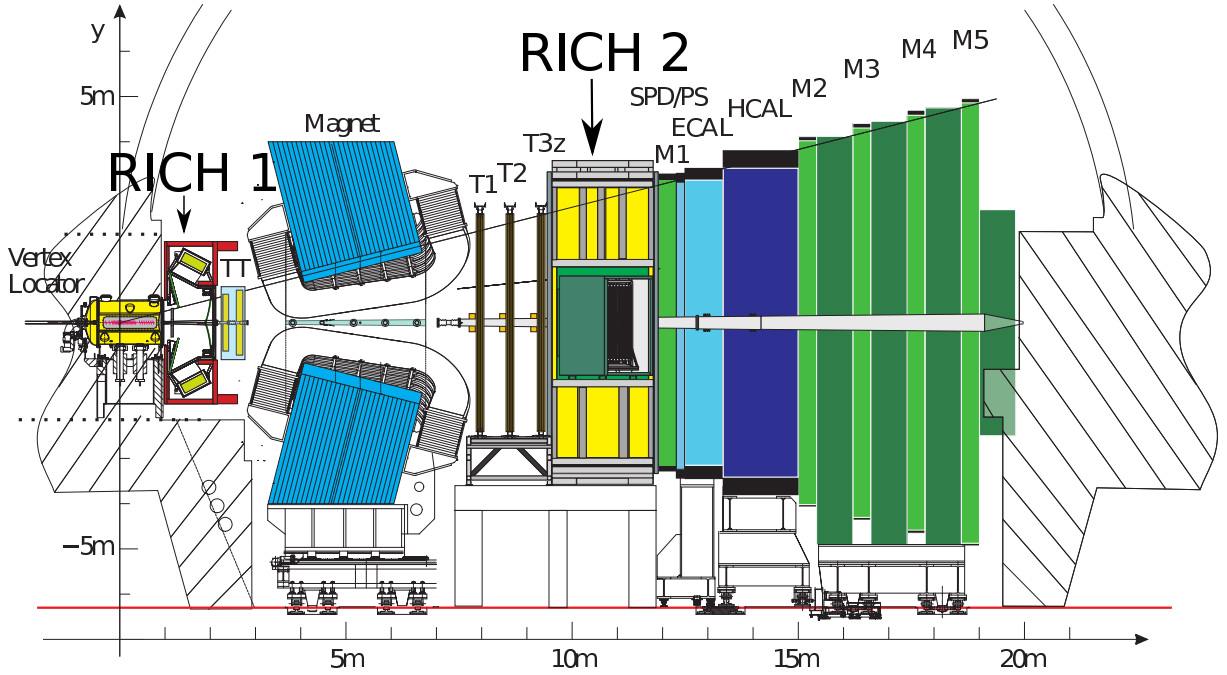 y
5m
Magnet
RICH 1
Vertex
Locator
TT
T1
T2
T3z
RICH 2
M1
SPD/PS
ECAL
HCAL
M2
M3
M4
M5
−5m
5m
10m
15m
20m